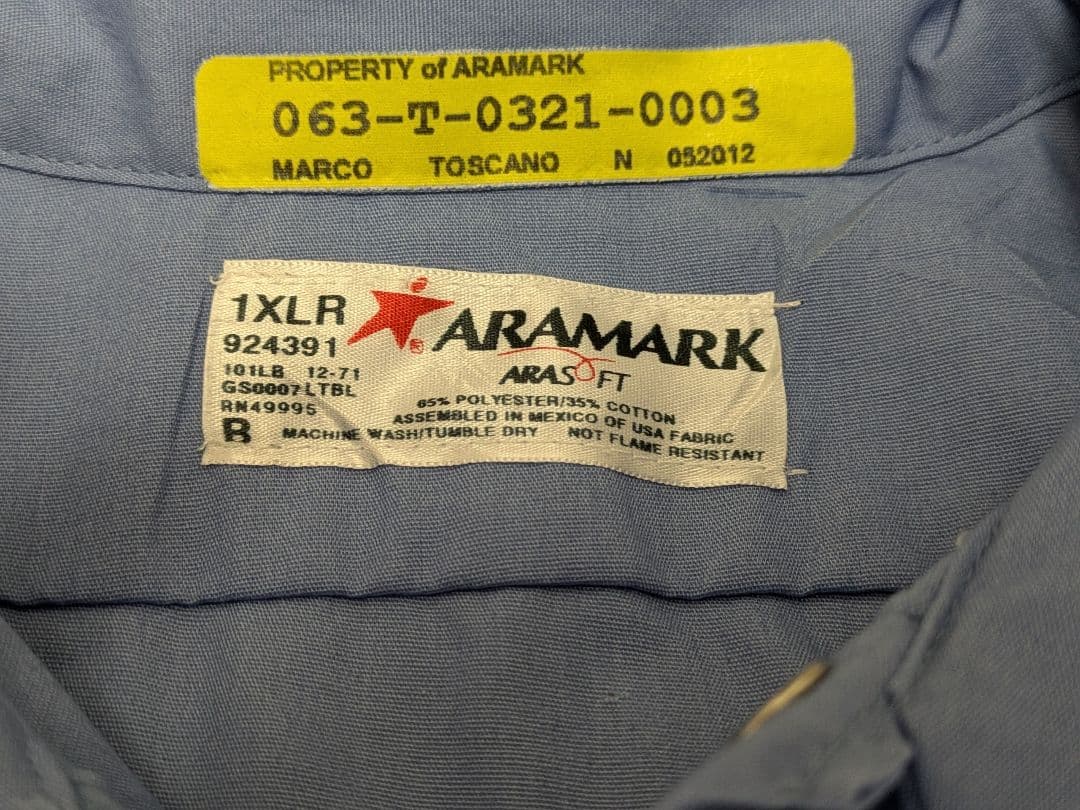 PROPERTY of ARAMARK
063-T-0321-0003
MARCO TOSCANO N 052012
1XLR
924391
101LB 12-71
GS0007LTBL
RN49995
B
ARAMARK
®
ARASOFT
65% POLYESTER/35% COTTON
ASSEMBLED IN MEXICO OF USA FABRIC
MACHINE WASH/TUMBLE DRY NOT FLAME RESISTANT